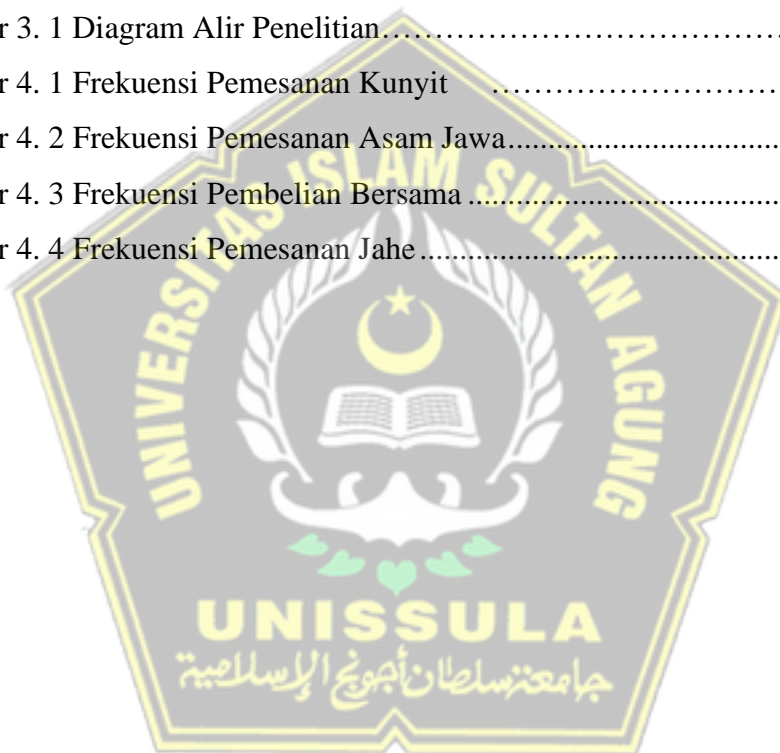 r 3. 1 Diagram Alir Penelitian……………………………………
r 4. 1 Frekuensi Pemesanan Kunyit …………………………
r 4. 2 Frekuensi Pemesanan Asam Jawa...............................................
r 4. 3 Frekuensi Pembelian Bersama ....................................................
r 4. 4 Frekuensi Pemesanan Jahe............................................................
UNIVERSITAS ISLAM SULTAN AGUNG
UNISSULA
جامعة سلطان أجونج الإسلامية